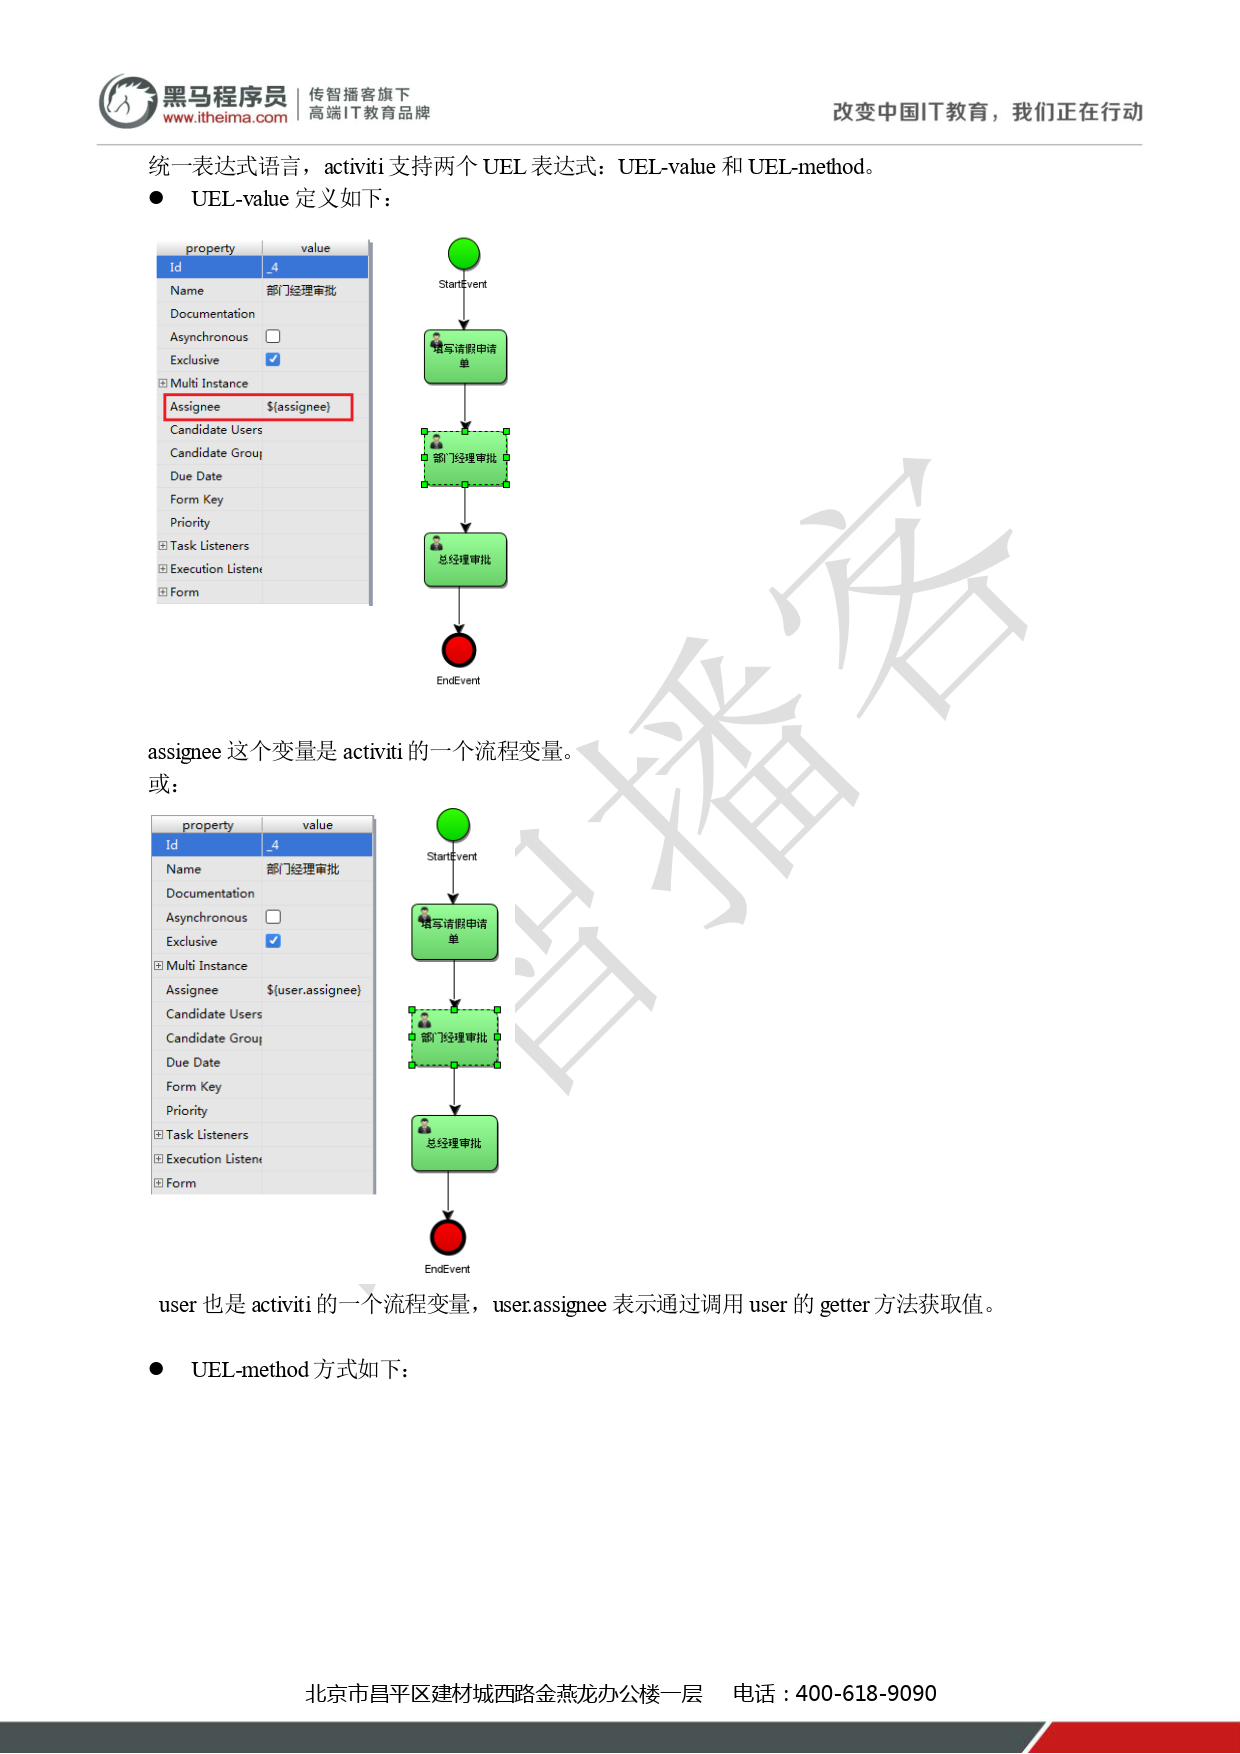 黑马程序员
www.itheima.com
传智播客旗下
高端IT教育品牌
改变中国IT教育，我们正在行动
统一表达式语言，activiti 支持两个 UEL 表达式：UEL-value 和 UEL-method。
● UEL-value 定义如下：
property value
Id _4
Name 部门经理审批
Documentation
Asynchronous
Exclusive
Multi Instance
Assignee ${assignee}
Candidate Users
Candidate Group
Due Date
Form Key
Priority
Task Listeners
Execution Listene
Form
StartEvent
填写请假申请
单
部门经理审批
总经理审批
EndEvent
assignee 这个变量是 activiti 的一个流程变量。
或：
property value
Id _4
Name 部门经理审批
Documentation
Asynchronous
Exclusive
Multi Instance
Assignee ${user.assignee}
Candidate Users
Candidate Group
Due Date
Form Key
Priority
Task Listeners
Execution Listene
Form
StartEvent
填写请假申请
单
部门经理审批
总经理审批
EndEvent
user 也是 activiti 的一个流程变量，user.assignee 表示通过调用 user 的 getter 方法获取值。
● UEL-method 方式如下：
智播客
北京市昌平区建材城西路金燕龙办公楼一层 电话：400-618-9090